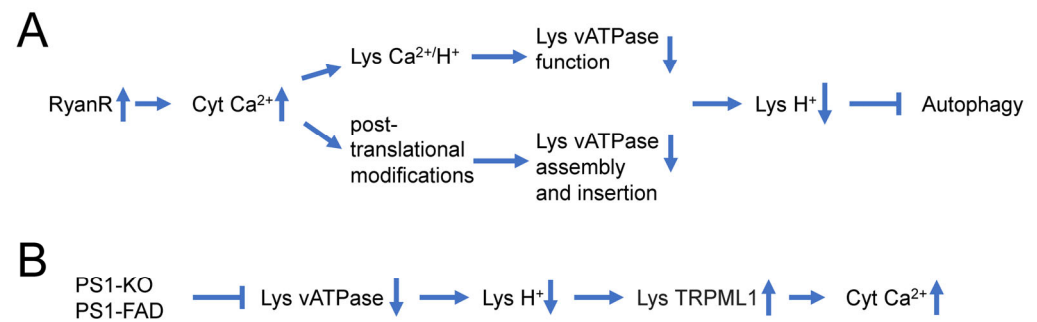 A
RyanR
Cyt Ca²⁺
Lys Ca²⁺/H⁺
Lys vATPase
function
post-
translational
modifications
Lys vATPase
assembly
and insertion
Lys H⁺
Autophagy
B
PS1-KO
PS1-FAD
Lys vATPase
Lys H⁺
Lys TRPML1
Cyt Ca²⁺